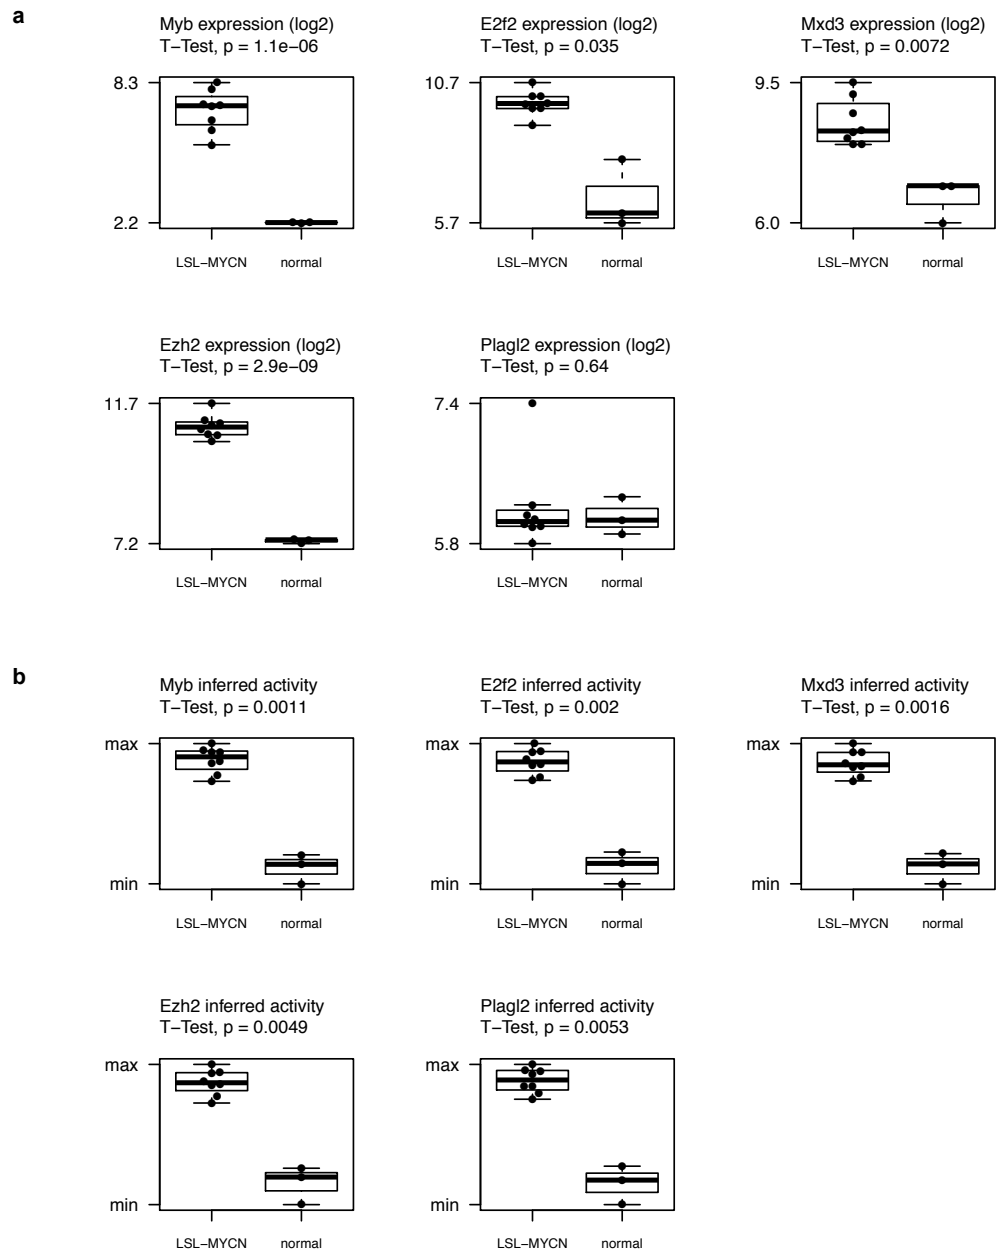 a
Myb expression (log2)
T−Test, p = 1.1e−06
8.3
2.2
LSL−MYCN normal
E2f2 expression (log2)
T−Test, p = 0.035
10.7
5.7
LSL−MYCN normal
Mxd3 expression (log2)
T−Test, p = 0.0072
9.5
6.0
LSL−MYCN normal
Ezh2 expression (log2)
T−Test, p = 2.9e−09
11.7
7.2
LSL−MYCN normal
Plagl2 expression (log2)
T−Test, p = 0.64
7.4
5.8
LSL−MYCN normal
b
Myb inferred activity
T−Test, p = 0.0011
max
min
LSL−MYCN normal
E2f2 inferred activity
T−Test, p = 0.002
max
min
LSL−MYCN normal
Mxd3 inferred activity
T−Test, p = 0.0016
max
min
LSL−MYCN normal
Ezh2 inferred activity
T−Test, p = 0.0049
max
min
LSL−MYCN normal
Plagl2 inferred activity
T−Test, p = 0.0053
max
min
LSL−MYCN normal